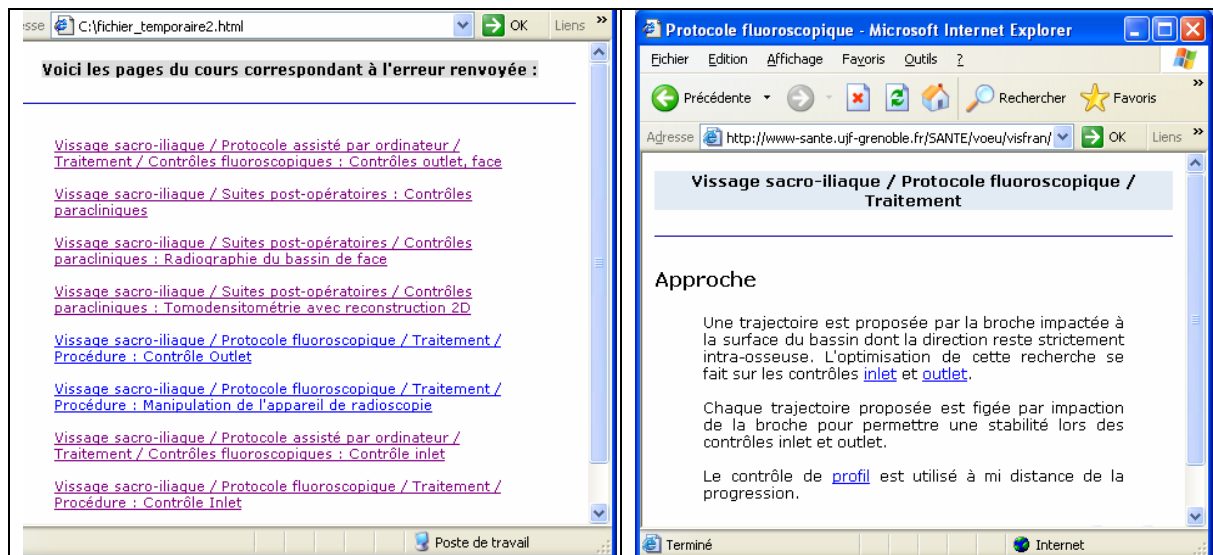 esse C:\fichier_temporaire2.html OK Liens »
Voici les pages du cours correspondant à l'erreur renvoyée :
Vissage sacro-iliaque / Protocole assisté par ordinateur /
Traitement / Contrôles fluoroscopiques : Contrôles outlet, face
Vissage sacro-iliaque / Suites post-opératoires : Contrôles
paracliniques
Vissage sacro-iliaque / Suites post-opératoires / Contrôles
paracliniques : Radiographie du bassin de face
Vissage sacro-iliaque / Suites post-opératoires / Contrôles
paracliniques : Tomodensitométrie avec reconstruction 2D
Vissage sacro-iliaque / Protocole fluoroscopique / Traitement /
Procédure : Contrôle Outlet
Vissage sacro-iliaque / Protocole fluoroscopique / Traitement /
Procédure : Manipulation de l'appareil de radioscopie
Vissage sacro-iliaque / Protocole assisté par ordinateur /
Traitement / Contrôles fluoroscopiques : Contrôle inlet
Vissage sacro-iliaque / Protocole fluoroscopique / Traitement /
Procédure : Contrôle Inlet
Poste de travail
Protocole fluoroscopique - Microsoft Internet Explorer
Fichier Edition Affichage Favoris Outils ?
Précédente Rechercher Favoris »
Adresse http://www-sante.ujf-grenoble.fr/SANTE/voeu/visfran/ OK Liens »
Vissage sacro-iliaque / Protocole fluoroscopique /
Traitement
Approche
Une trajectoire est proposée par la broche impactée à
la surface du bassin dont la direction reste strictement
intra-osseuse. L'optimisation de cette recherche se
fait sur les contrôles inlet et outlet.
Chaque trajectoire proposée est figée par impaction
de la broche pour permettre une stabilité lors des
contrôles inlet et outlet.
Le contrôle de profil est utilisé à mi distance de la
progression.
Terminé Internet